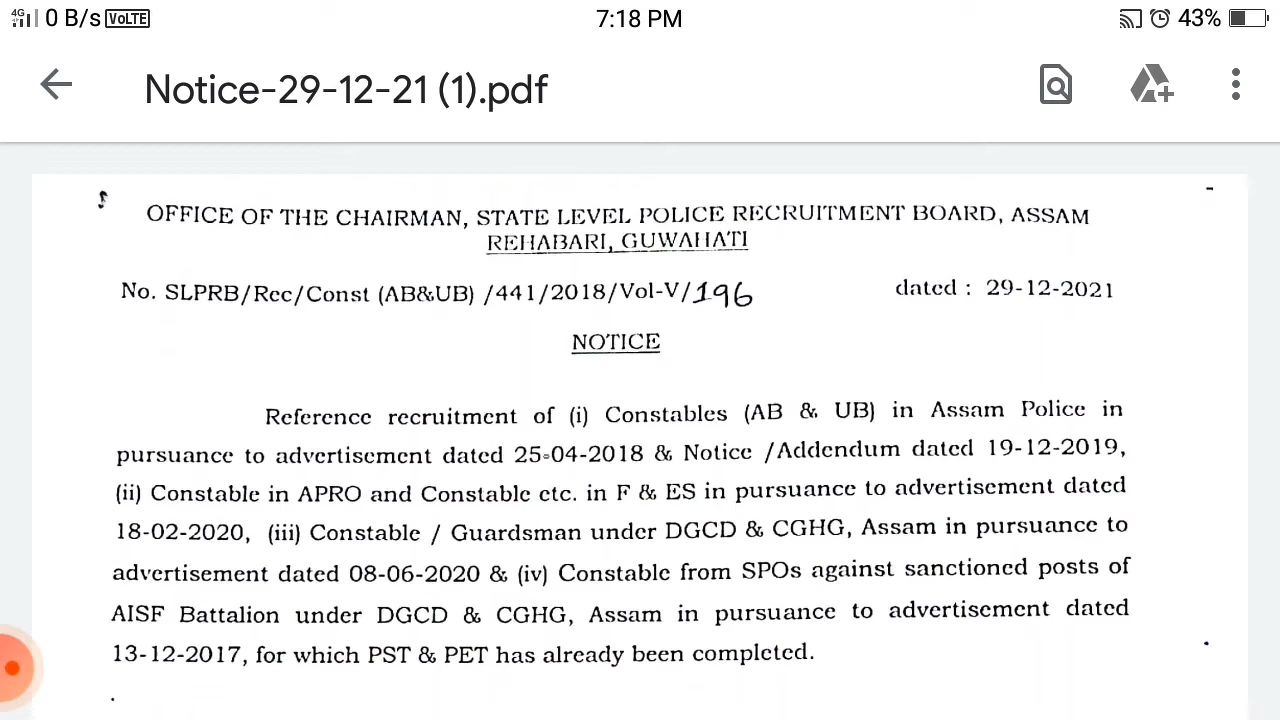 4G 0 B/s VoLTE 7:18 PM 43%
Notice-29-12-21 (1).pdf
OFFICE OF THE CHAIRMAN, STATE LEVEL POLICE RECRUITMENT BOARD, ASSAM
REHABARI, GUWAHATI
No. SLPRB/Rec/Const (AB&UB) /441/2018/Vol-V/196 dated : 29-12-2021
NOTICE
Reference recruitment of (i) Constables (AB & UB) in Assam Police in
pursuance to advertisement dated 25-04-2018 & Notice /Addendum dated 19-12-2019,
(ii) Constable in APRO and Constable etc. in F & ES in pursuance to advertisement dated
18-02-2020, (iii) Constable / Guardsman under DGCD & CGHG, Assam in pursuance to
advertisement dated 08-06-2020 & (iv) Constable from SPOs against sanctioned posts of
AISF Battalion under DGCD & CGHG, Assam in pursuance to advertisement dated
13-12-2017, for which PST & PET has already been completed.